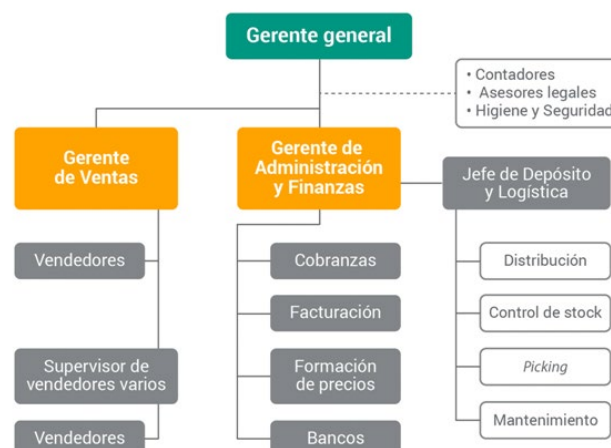 Gerente general
• Contadores
• Asesores legales
• Higiene y Seguridad
Gerente
de Ventas
Gerente de
Administración
y Finanzas
Jefe de Depósito
y Logística
Vendedores
Supervisor de
vendedores varios
Vendedores
Cobranzas
Facturación
Formación
de precios
Bancos
Distribución
Control de stock
Picking
Mantenimiento